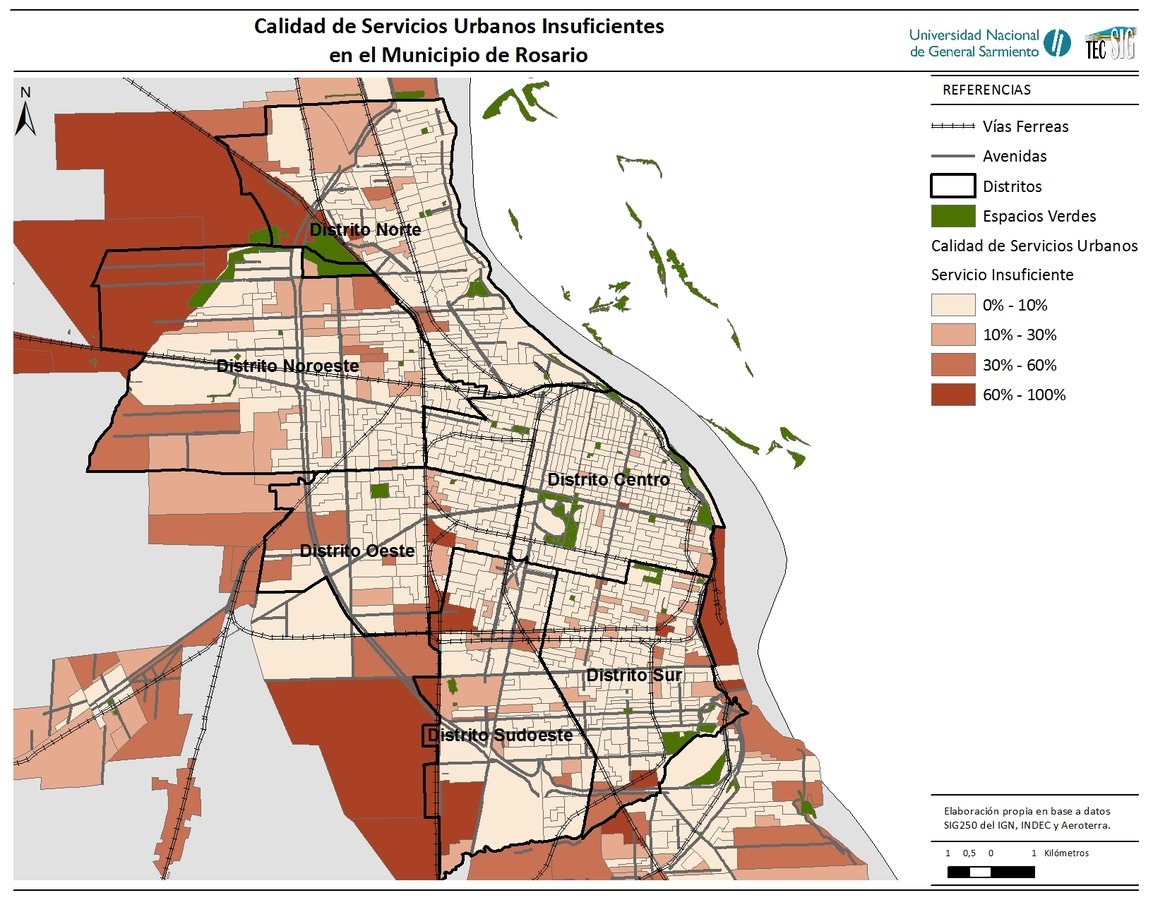 Calidad de Servicios Urbanos Insuficientes
en el Municipio de Rosario
Universidad Nacional
de General Sarmiento
TEC SIG
N
REFERENCIAS
Vías Ferreas
Avenidas
Distritos
Espacios Verdes
Calidad de Servicios Urbanos
Servicio Insuficiente
0% - 10%
10% - 30%
30% - 60%
60% - 100%
Distrito Norte
Distrito Noroeste
Distrito Centro
Distrito Oeste
Distrito Sur
Distrito Sudoeste
Elaboración propia en base a datos
SIG250 del IGN, INDEC y Aeroterra.
1 0,5 0 1 Kilómetros